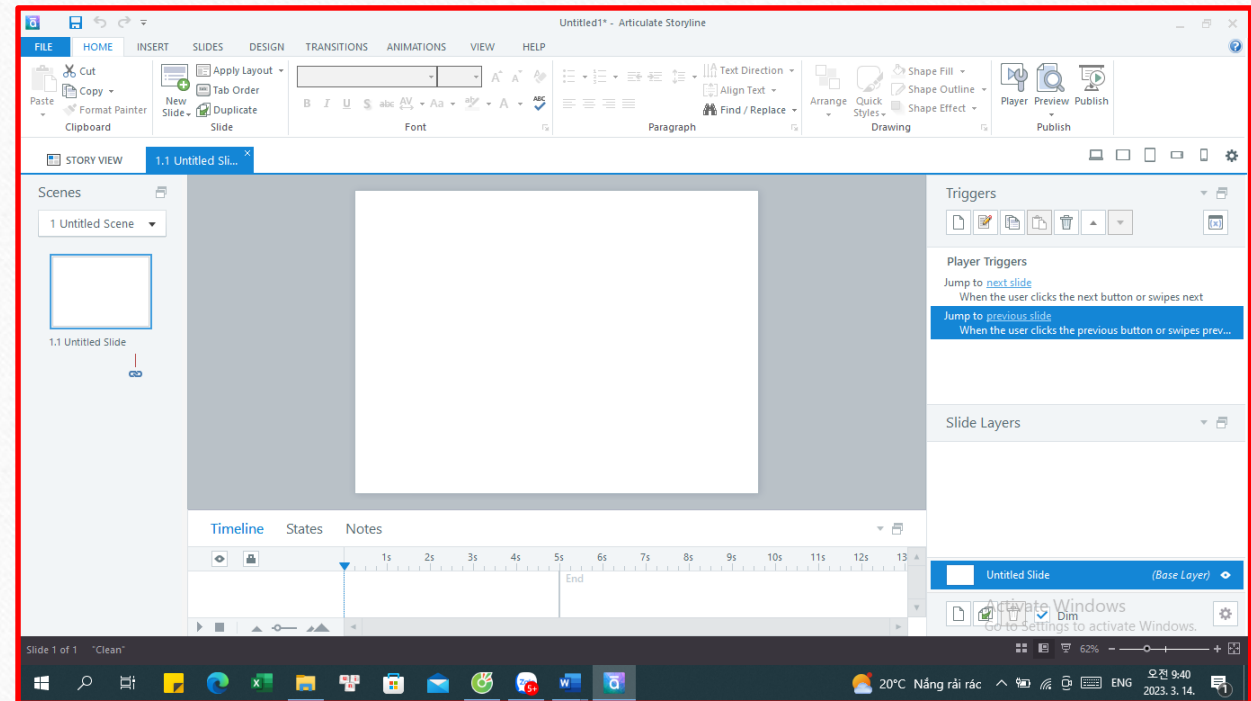 Untitled1* - Articulate Storyline
FILE HOME INSERT SLIDES DESIGN TRANSITIONS ANIMATIONS VIEW HELP
Cut
Copy
Format Painter
Paste
Clipboard
New Slide
Apply Layout
Tab Order
Duplicate
Slide
B I U S abc AV Aa A
ABC
Font
Text Direction
Align Text
Find / Replace
Paragraph
Arrange
Quick Styles
Shape Fill
Shape Outline
Shape Effect
Drawing
Player Preview Publish
Publish
STORY VIEW 1.1 Untitled Sli...
Scenes
1 Untitled Scene
1.1 Untitled Slide
Triggers
Player Triggers
Jump to next slide
When the user clicks the next button or swipes next
Jump to previous slide
When the user clicks the previous button or swipes prev...
Slide Layers
Timeline States Notes
1s 2s 3s 4s 5s 6s 7s 8s 9s 10s 11s 12s 13
End
Untitled Slide (Base Layer)
Dim
Activate Windows
Go to Settings to activate Windows.
Slide 1 of 1 "Clean" 62%
5+
20°C Nắng rải rác ENG
오전 9:40
2023. 3. 14.
1